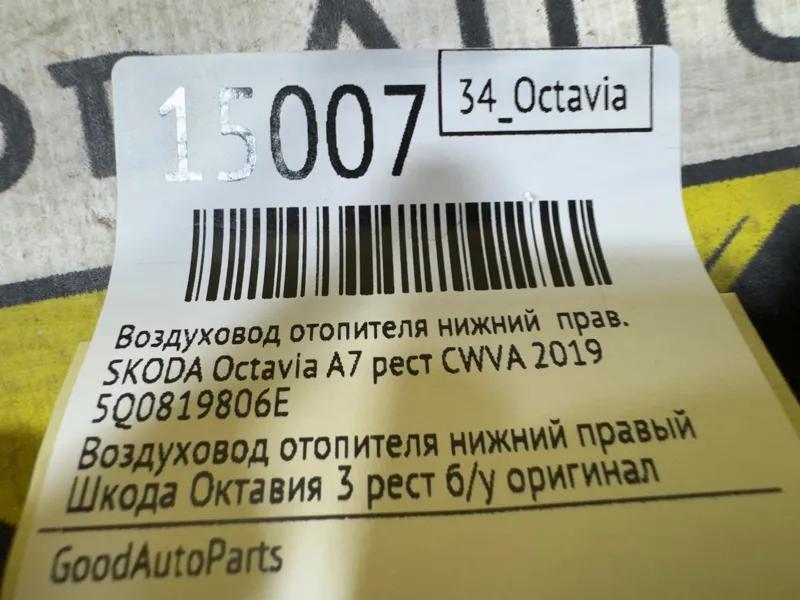 15007
34_Octavia
Воздуховод отопителя нижний прав.
SKODA Octavia A7 рест CWVA 2019
5Q0819806E
Воздуховод отопителя нижний правый
Шкода Октавия 3 рест б/у оригинал
GoodAutoParts